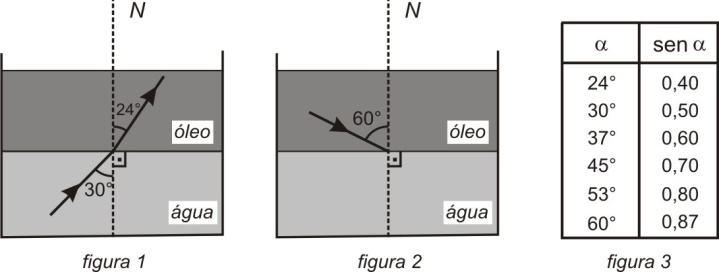 N
24°
óleo
30°
água
figura 1
N
60°
óleo
água
figura 2
α sen α
24° 0,40
30° 0,50
37° 0,60
45° 0,70
53° 0,80
60° 0,87
figura 3